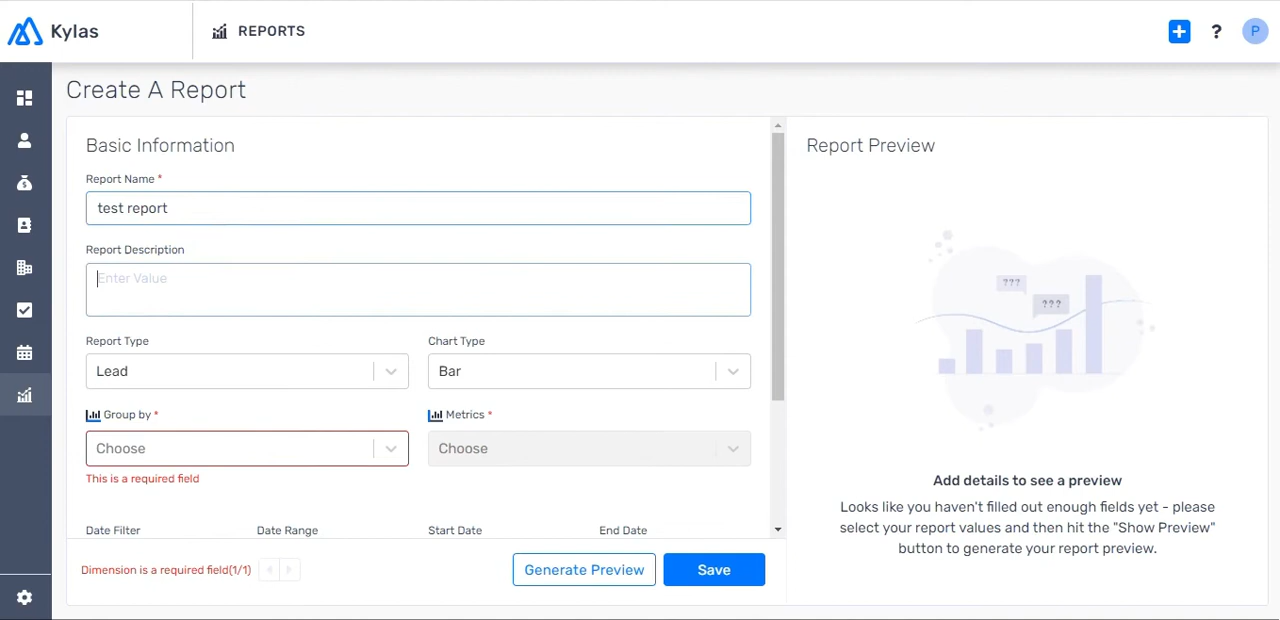 Kylas
REPORTS
?
P
Create A Report
Basic Information
Report Name *
test report
Report Description
Enter Value
Report Type
Chart Type
Lead
Bar
Group by *
Metrics *
Choose
Choose
This is a required field
Date Filter
Date Range
Start Date
End Date
Dimension is a required field(1/1)
Generate Preview
Save
Report Preview
???
???
Add details to see a preview
Looks like you haven't filled out enough fields yet - please
select your report values and then hit the "Show Preview"
button to generate your report preview.